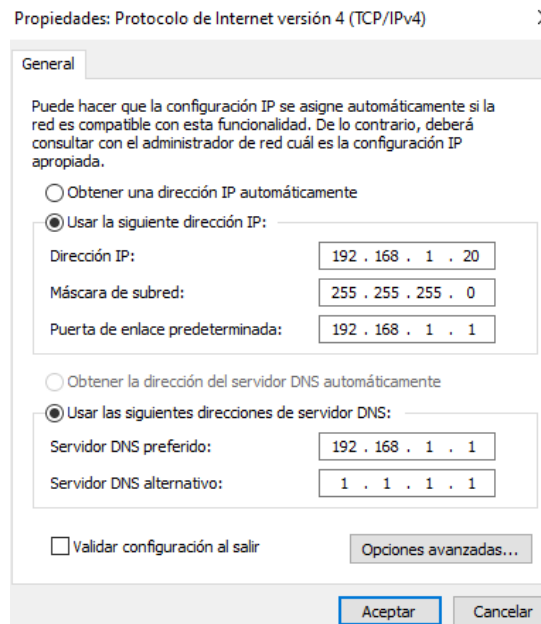 Propiedades: Protocolo de Internet versión 4 (TCP/IPv4)
General
Puede hacer que la configuración IP se asigne automáticamente si la
red es compatible con esta funcionalidad. De lo contrario, deberá
consultar con el administrador de red cuál es la configuración IP
apropiada.
Obtener una dirección IP automáticamente
Usar la siguiente dirección IP:
Dirección IP: 192 . 168 . 1 . 20
Máscara de subred: 255 . 255 . 255 . 0
Puerta de enlace predeterminada: 192 . 168 . 1 . 1
Obtener la dirección del servidor DNS automáticamente
Usar las siguientes direcciones de servidor DNS:
Servidor DNS preferido: 192 . 168 . 1 . 1
Servidor DNS alternativo: 1 . 1 . 1 . 1
Validar configuración al salir Opciones avanzadas...
Aceptar Cancelar